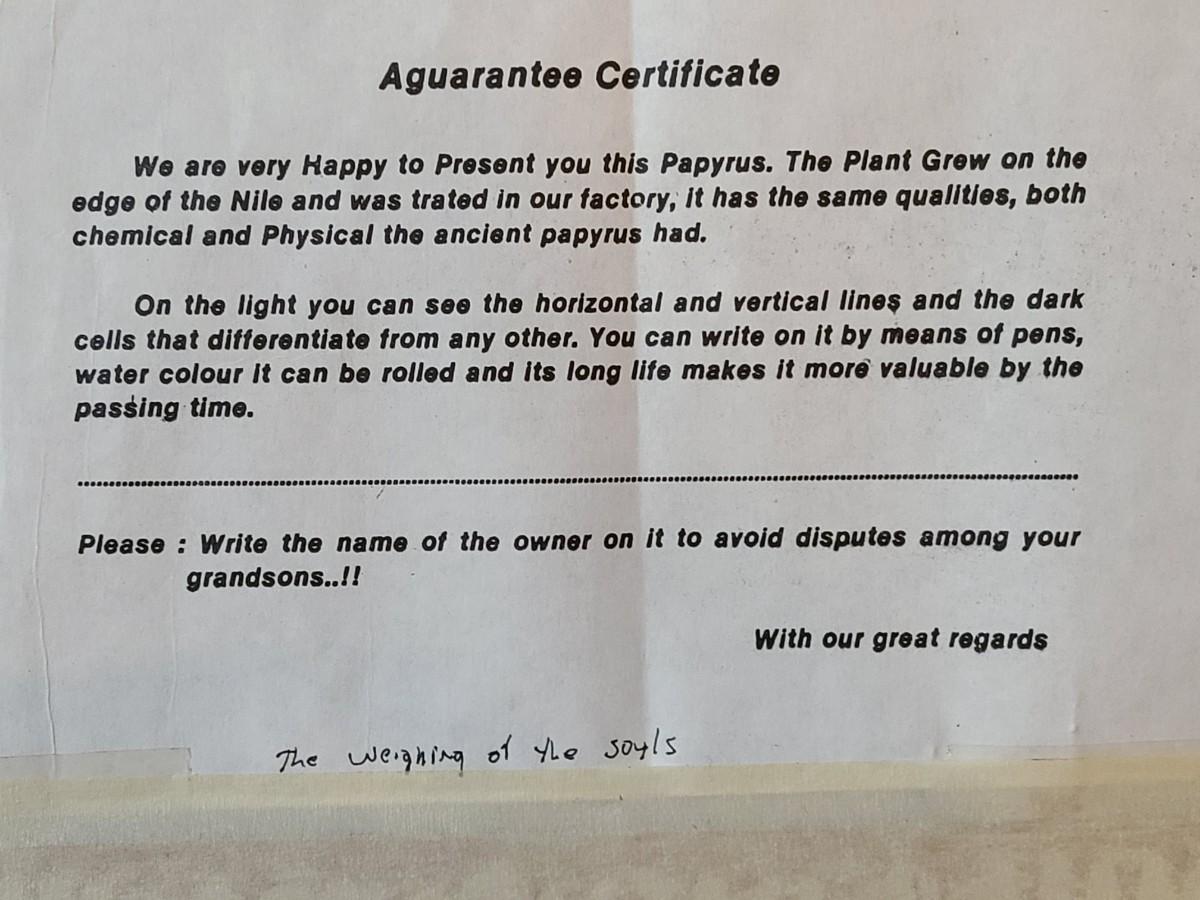 Aguarantee Certificate
We are very Happy to Present you this Papyrus. The Plant Grew on the
edge of the Nile and was trated in our factory, it has the same qualities, both
chemical and Physical the ancient papyrus had.
On the light you can see the horizontal and vertical lines and the dark
cells that differentiate from any other. You can write on it by means of pens,
water colour it can be rolled and its long life makes it more valuable by the
passing time.
Please : Write the name of the owner on it to avoid disputes among your
grandsons..!!
With our great regards
The weighing of the souls